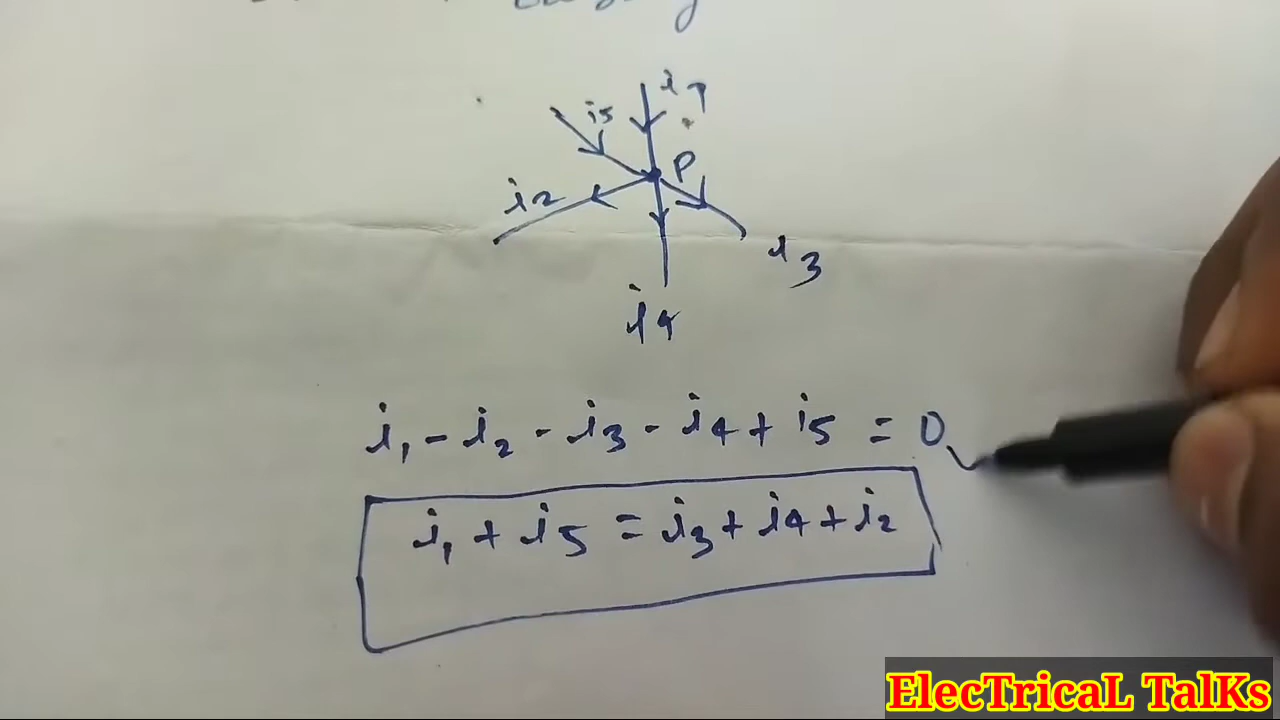 i1
i5
P
i2
i3
i4
i₁ - i₂ - i₃ - i4 + i5 = 0
i₁ + i5 = i₃ + i4 + i₂
ElecTricaL TalKs